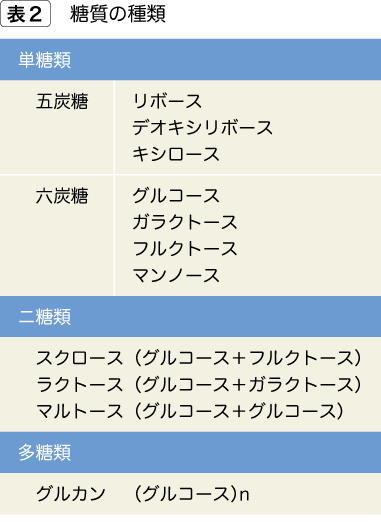 表2 糖質の種類
単糖類
五炭糖 リボース
デオキシリボース
キシロース
六炭糖 グルコース
ガラクトース
フルクトース
マンノース
二糖類
スクロース（グルコース＋フルクトース）
ラクトース（グルコース＋ガラクトース）
マルトース（グルコース＋グルコース）
多糖類
グルカン （グルコース）n